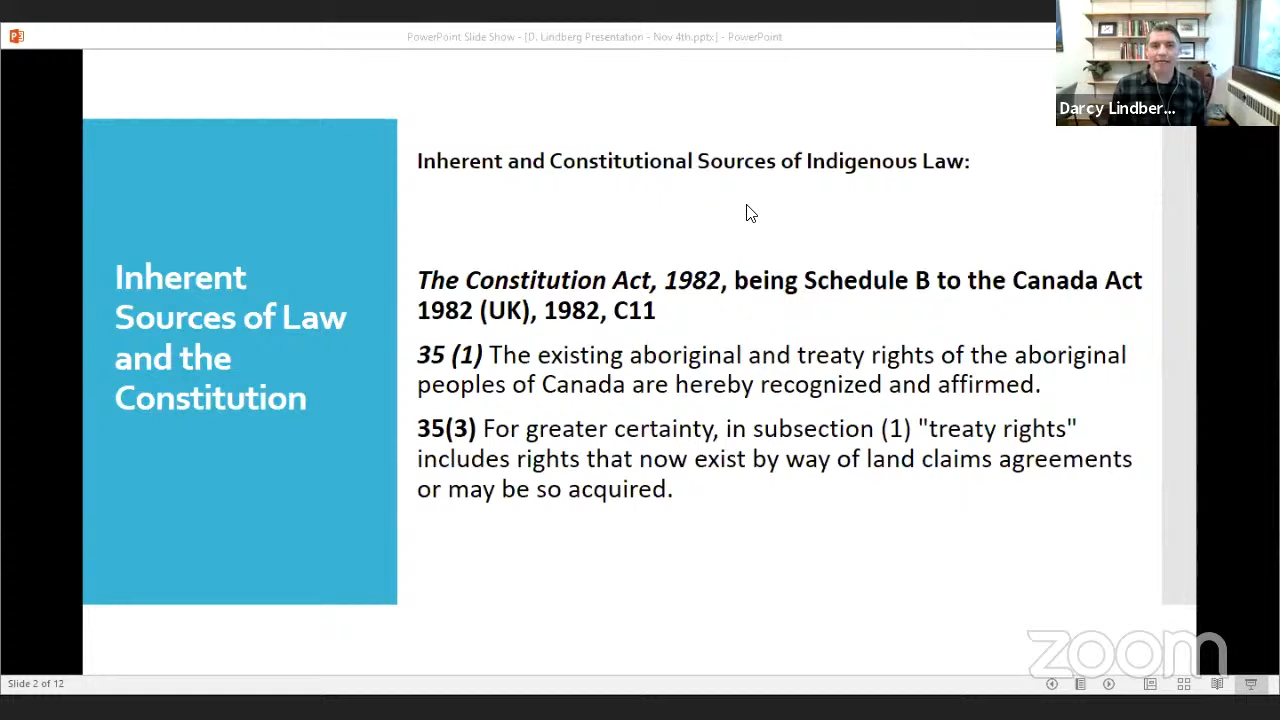 PowerPoint Slide Show - [D. Lindberg Presentation - Nov 4th.pptx] - PowerPoint
Darcy Lindber...
Inherent and Constitutional Sources of Indigenous Law:
Inherent
Sources of Law
and the
Constitution
The Constitution Act, 1982, being Schedule B to the Canada Act
1982 (UK), 1982, C11
35 (1) The existing aboriginal and treaty rights of the aboriginal
peoples of Canada are hereby recognized and affirmed.
35(3) For greater certainty, in subsection (1) "treaty rights"
includes rights that now exist by way of land claims agreements
or may be so acquired.
zoom
Slide 2 of 12